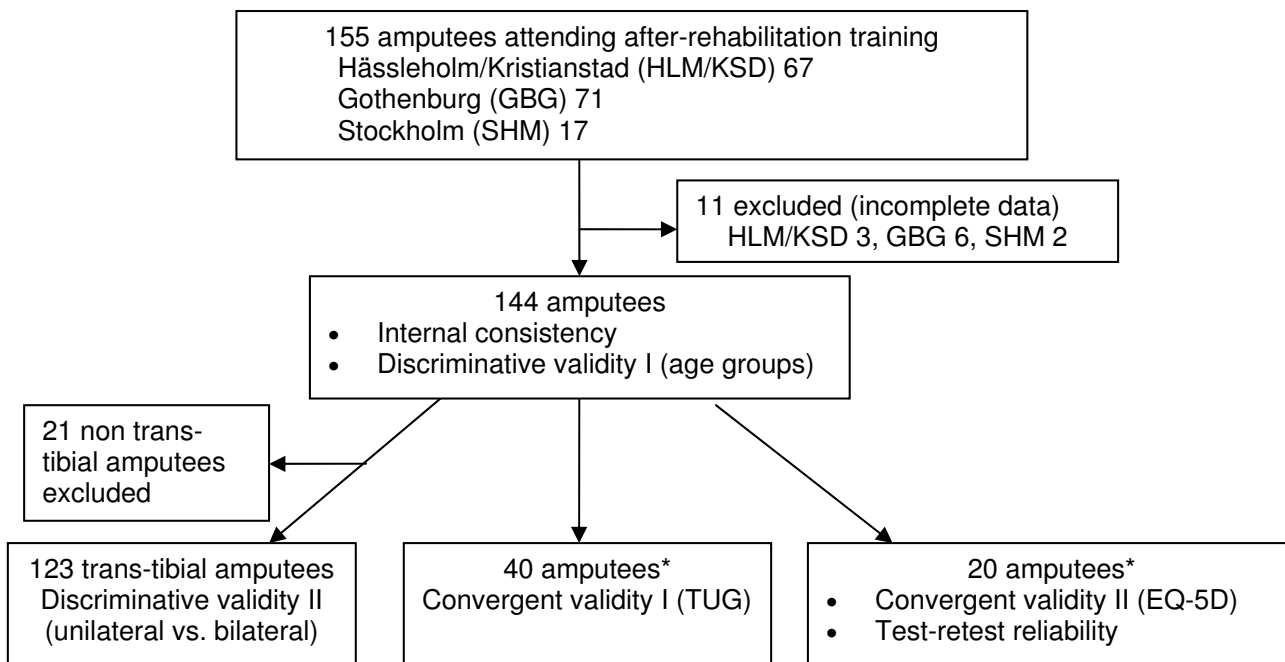 155 amputees attending after-rehabilitation training
Hässleholm/Kristianstad (HLM/KSD) 67
Gothenburg (GBG) 71
Stockholm (SHM) 17
11 excluded (incomplete data)
HLM/KSD 3, GBG 6, SHM 2
144 amputees
• Internal consistency
• Discriminative validity I (age groups)
21 non trans-
tibial amputees
excluded
123 trans-tibial amputees
Discriminative validity II
(unilateral vs. bilateral)
40 amputees*
Convergent validity I (TUG)
20 amputees*
• Convergent validity II (EQ-5D)
• Test-retest reliability